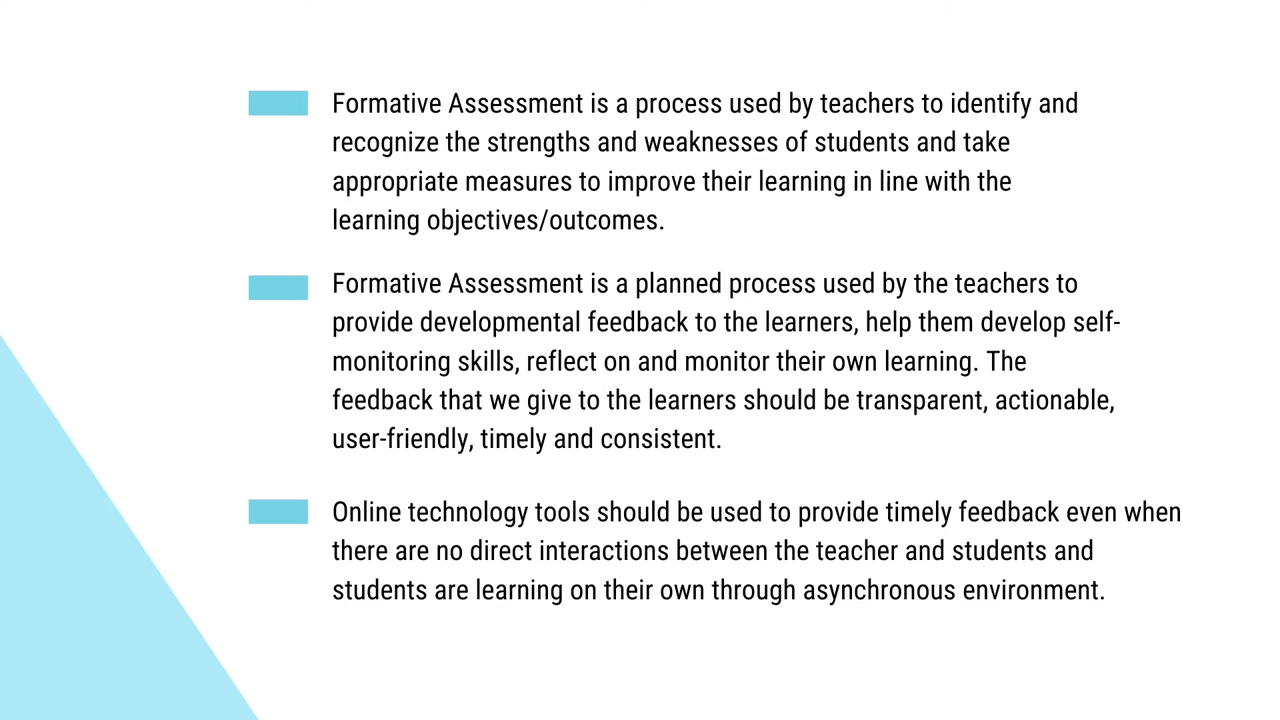 Formative Assessment is a process used by teachers to identify and
recognize the strengths and weaknesses of students and take
appropriate measures to improve their learning in line with the
learning objectives/outcomes.
Formative Assessment is a planned process used by the teachers to
provide developmental feedback to the learners, help them develop self-
monitoring skills, reflect on and monitor their own learning. The
feedback that we give to the learners should be transparent, actionable,
user-friendly, timely and consistent.
Online technology tools should be used to provide timely feedback even when
there are no direct interactions between the teacher and students and
students are learning on their own through asynchronous environment.